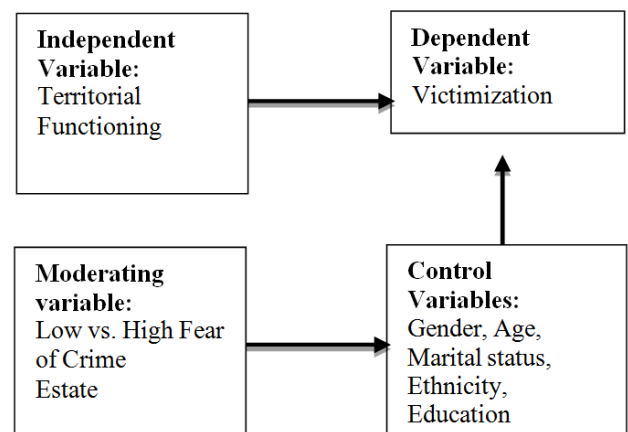 Independent
Variable:
Territorial
Functioning
Dependent
Variable:
Victimization
Moderating
variable:
Low vs. High Fear
of Crime
Estate
Control
Variables:
Gender, Age,
Marital status,
Ethnicity,
Education